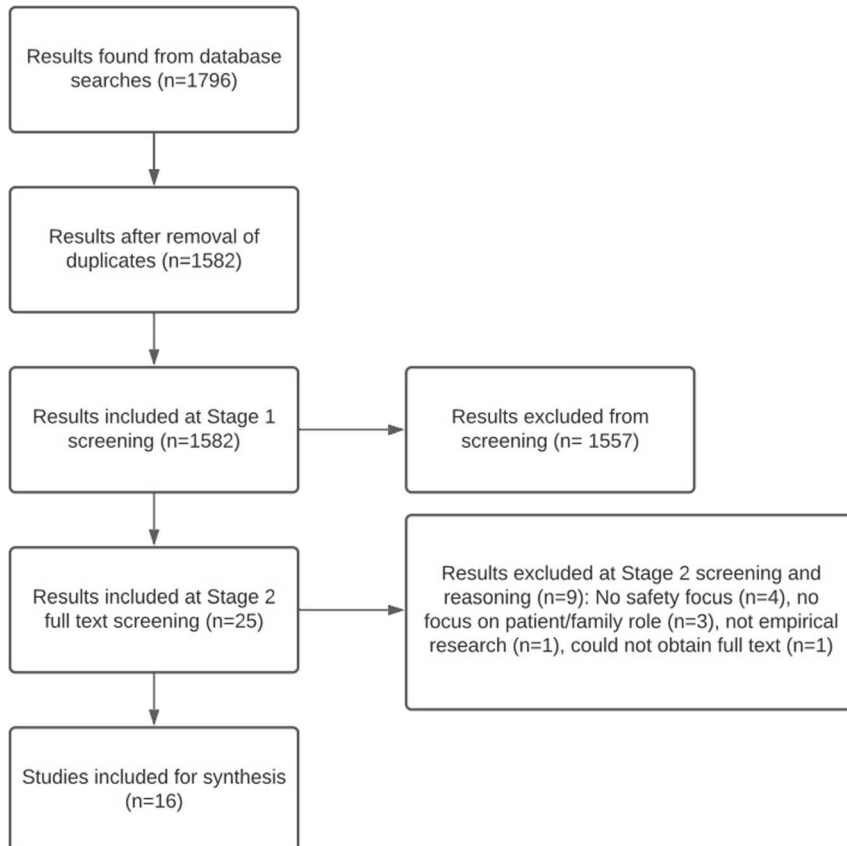 Results found from database
searches (n=1796)
Results after removal of
duplicates (n=1582)
Results included at Stage 1
screening (n=1582)
Results excluded from
screening (n= 1557)
Results included at Stage 2
full text screening (n=25)
Results excluded at Stage 2 screening and
reasoning (n=9): No safety focus (n=4), no
focus on patient/family role (n=3), not empirical
research (n=1), could not obtain full text (n=1)
Studies included for synthesis
(n=16)